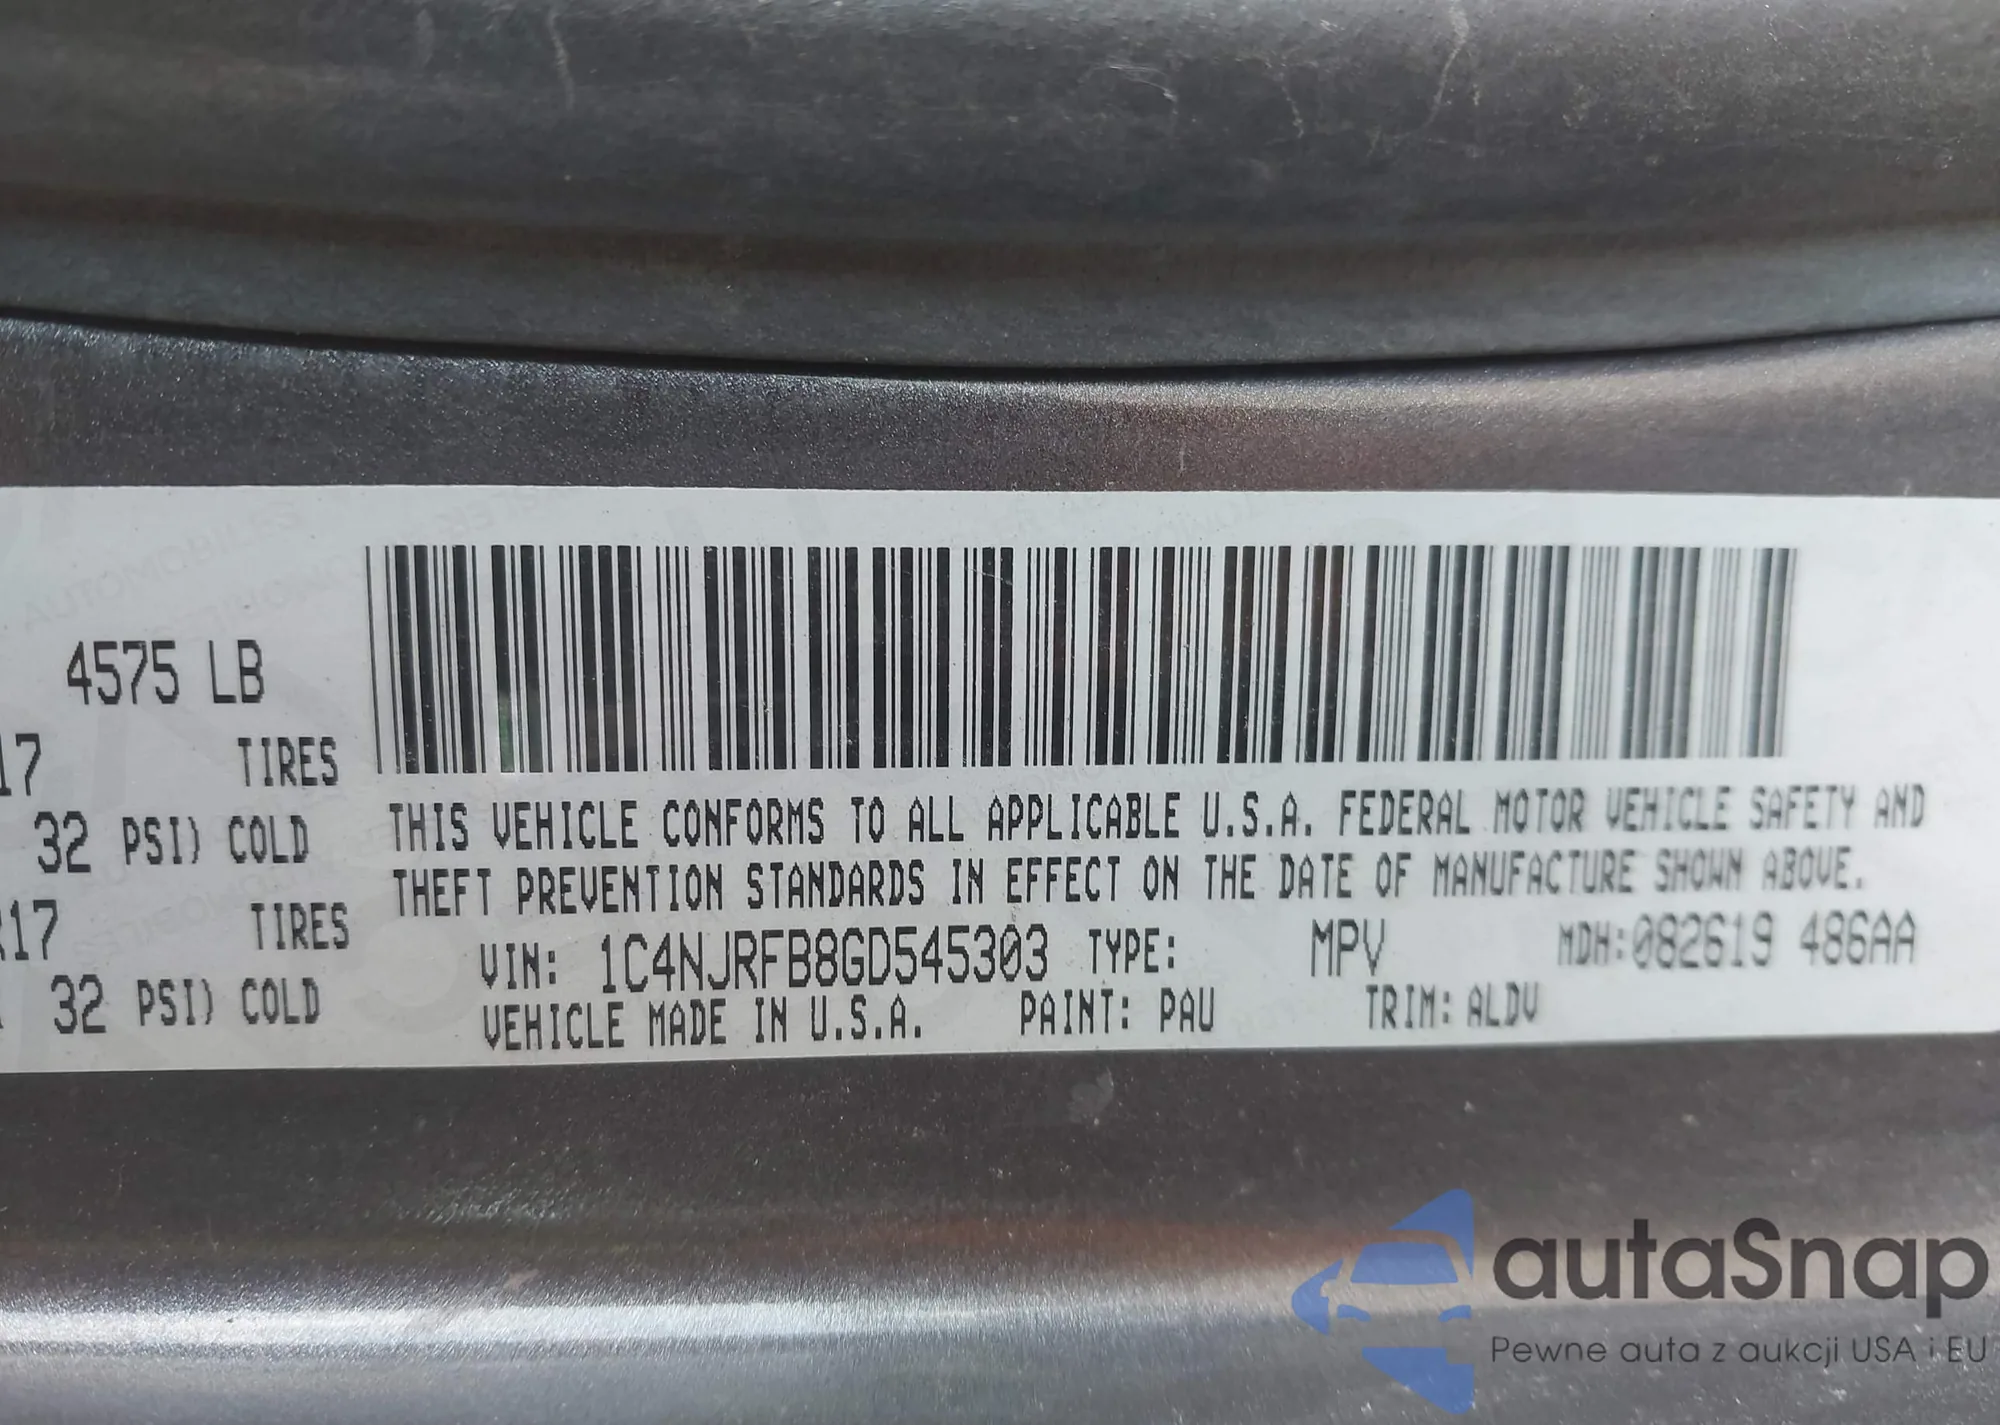 4575 LB
17 TIRES
32 PSI) COLD
R17 TIRES
32 PSI) COLD
THIS VEHICLE CONFORMS TO ALL APPLICABLE U.S.A. FEDERAL MOTOR VEHICLE SAFETY AND
THEFT PREVENTION STANDARDS IN EFFECT ON THE DATE OF MANUFACTURE SHOWN ABOVE.
VIN: 1C4NJRFB8GD545303 TYPE: MPV MDH:082619 486AA
VEHICLE MADE IN U.S.A. PAINT: PAU TRIM: ALDV
autaSnap
Pewne auta z aukcji USA i EU